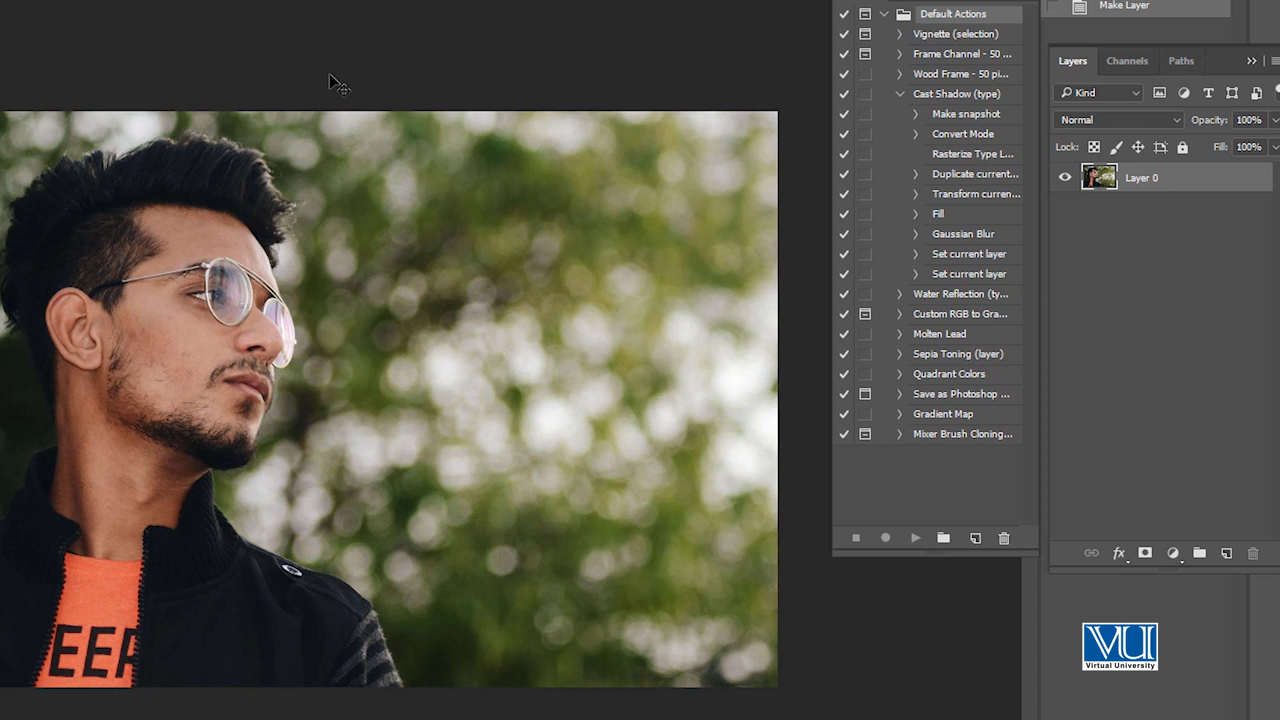 Default Actions
Vignette (selection)
Frame Channel - 50 ...
Wood Frame - 50 pi...
Cast Shadow (type)
Make snapshot
Convert Mode
Rasterize Type L...
Duplicate current...
Transform curren...
Fill
Gaussian Blur
Set current layer
Set current layer
Water Reflection (ty...
Custom RGB to Gra...
Molten Lead
Sepia Toning (layer)
Quadrant Colors
Save as Photoshop ...
Gradient Map
Mixer Brush Cloning...
Make Layer
Layers Channels Paths
Kind
Normal Opacity: 100%
Lock: Fill: 100%
Layer 0
fx
VU
Virtual University
EEP